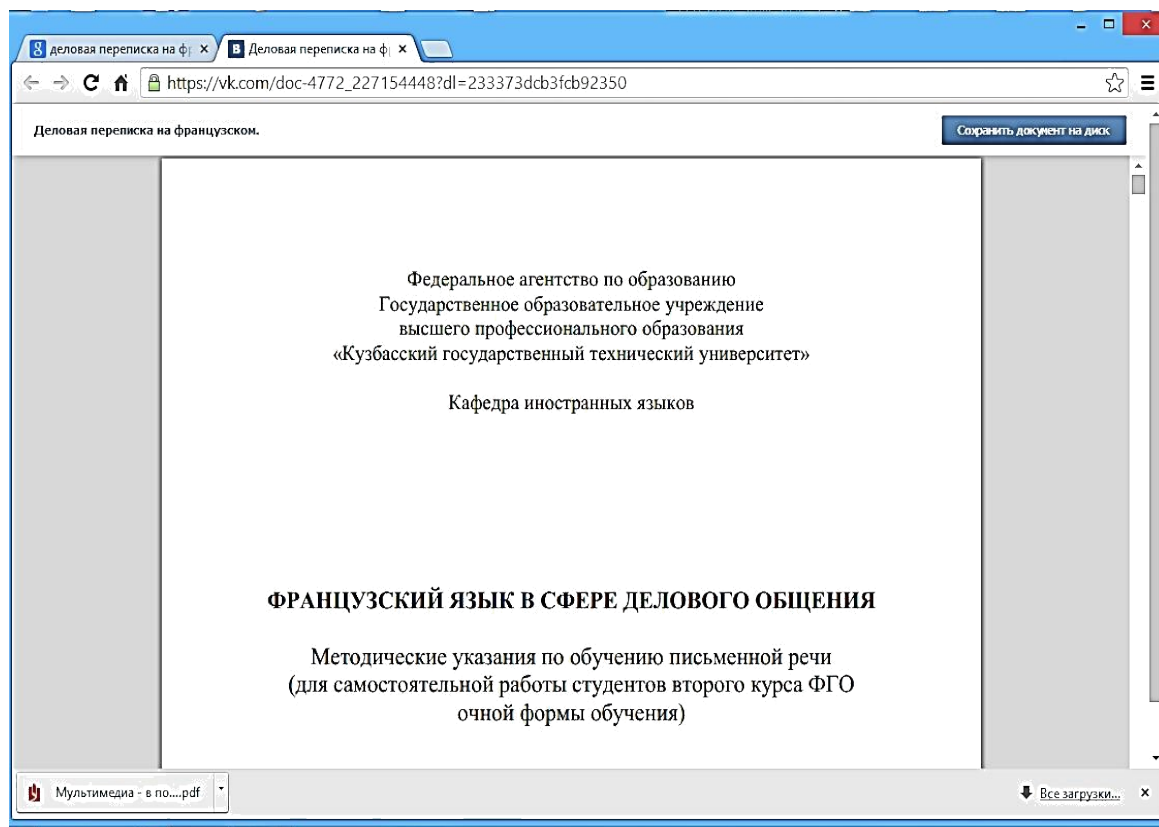 деловая переписка на фр
Деловая переписка на ф
https://vk.com/doc-4772_227154448?dl=233373dcb3fcb92350
Деловая переписка на французском.
Сохранить документ на диск
Федеральное агентство по образованию
Государственное образовательное учреждение
высшего профессионального образования
«Кузбасский государственный технический университет»
Кафедра иностранных языков
ФРАНЦУЗСКИЙ ЯЗЫК В СФЕРЕ ДЕЛОВОГО ОБЩЕНИЯ
Методические указания по обучению письменной речи
(для самостоятельной работы студентов второго курса ФГО
очной формы обучения)
Мультимедиа - в по....pdf
Все загрузки...